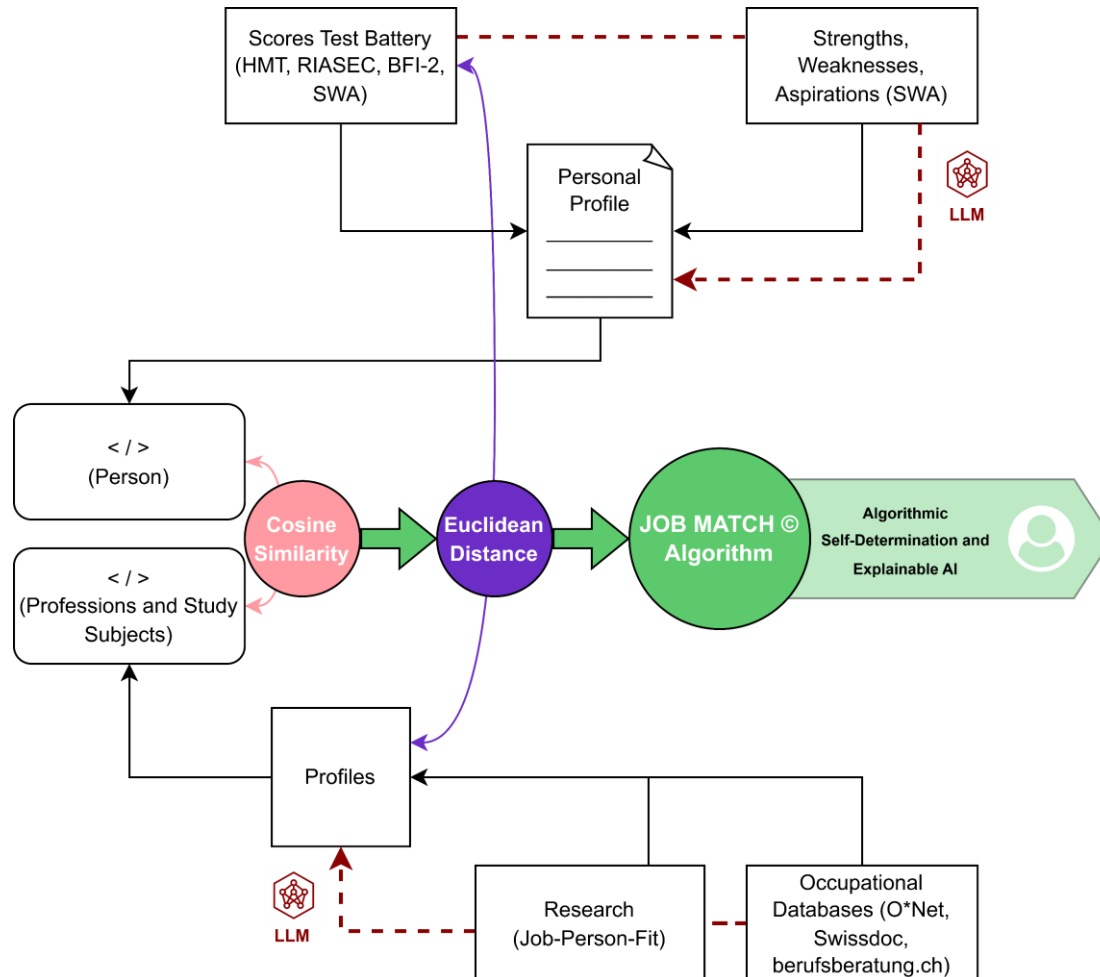 Scores Test Battery
(HMT, RIASEC, BFI-2,
SWA)
Strengths,
Weaknesses,
Aspirations (SWA)
Personal
Profile
LLM
< / >
(Person)
Cosine
Similarity
Euclidean
Distance
JOB MATCH ©
Algorithm
Algorithmic
Self-Determination and
Explainable AI
< / >
(Professions and Study
Subjects)
Profiles
LLM
Research
(Job-Person-Fit)
Occupational
Databases (O*Net,
Swissdoc,
berufsberatung.ch)